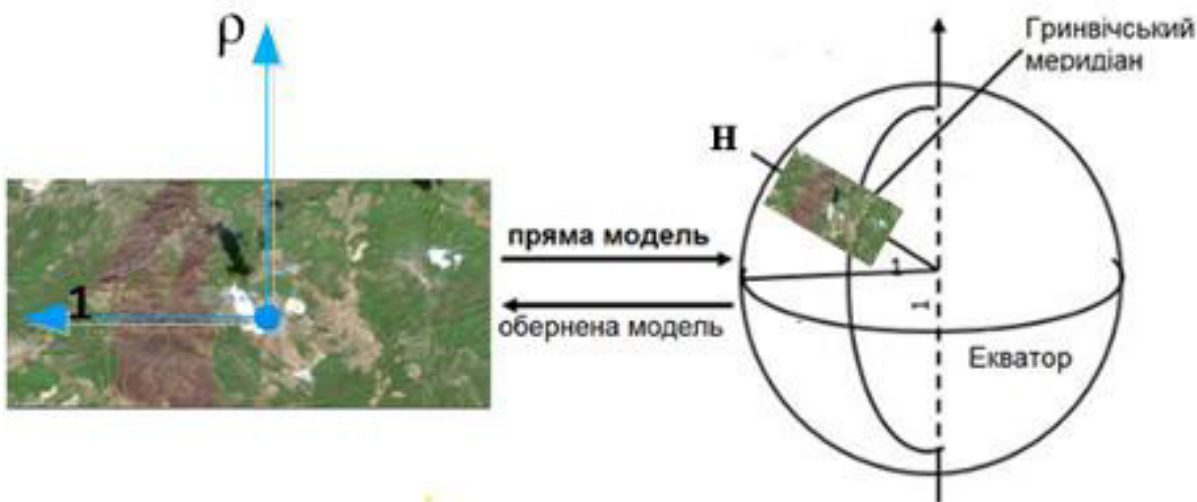 ρ
Гринвічський
меридіан
H
пряма модель
1
1
1
обернена модель
Екватор